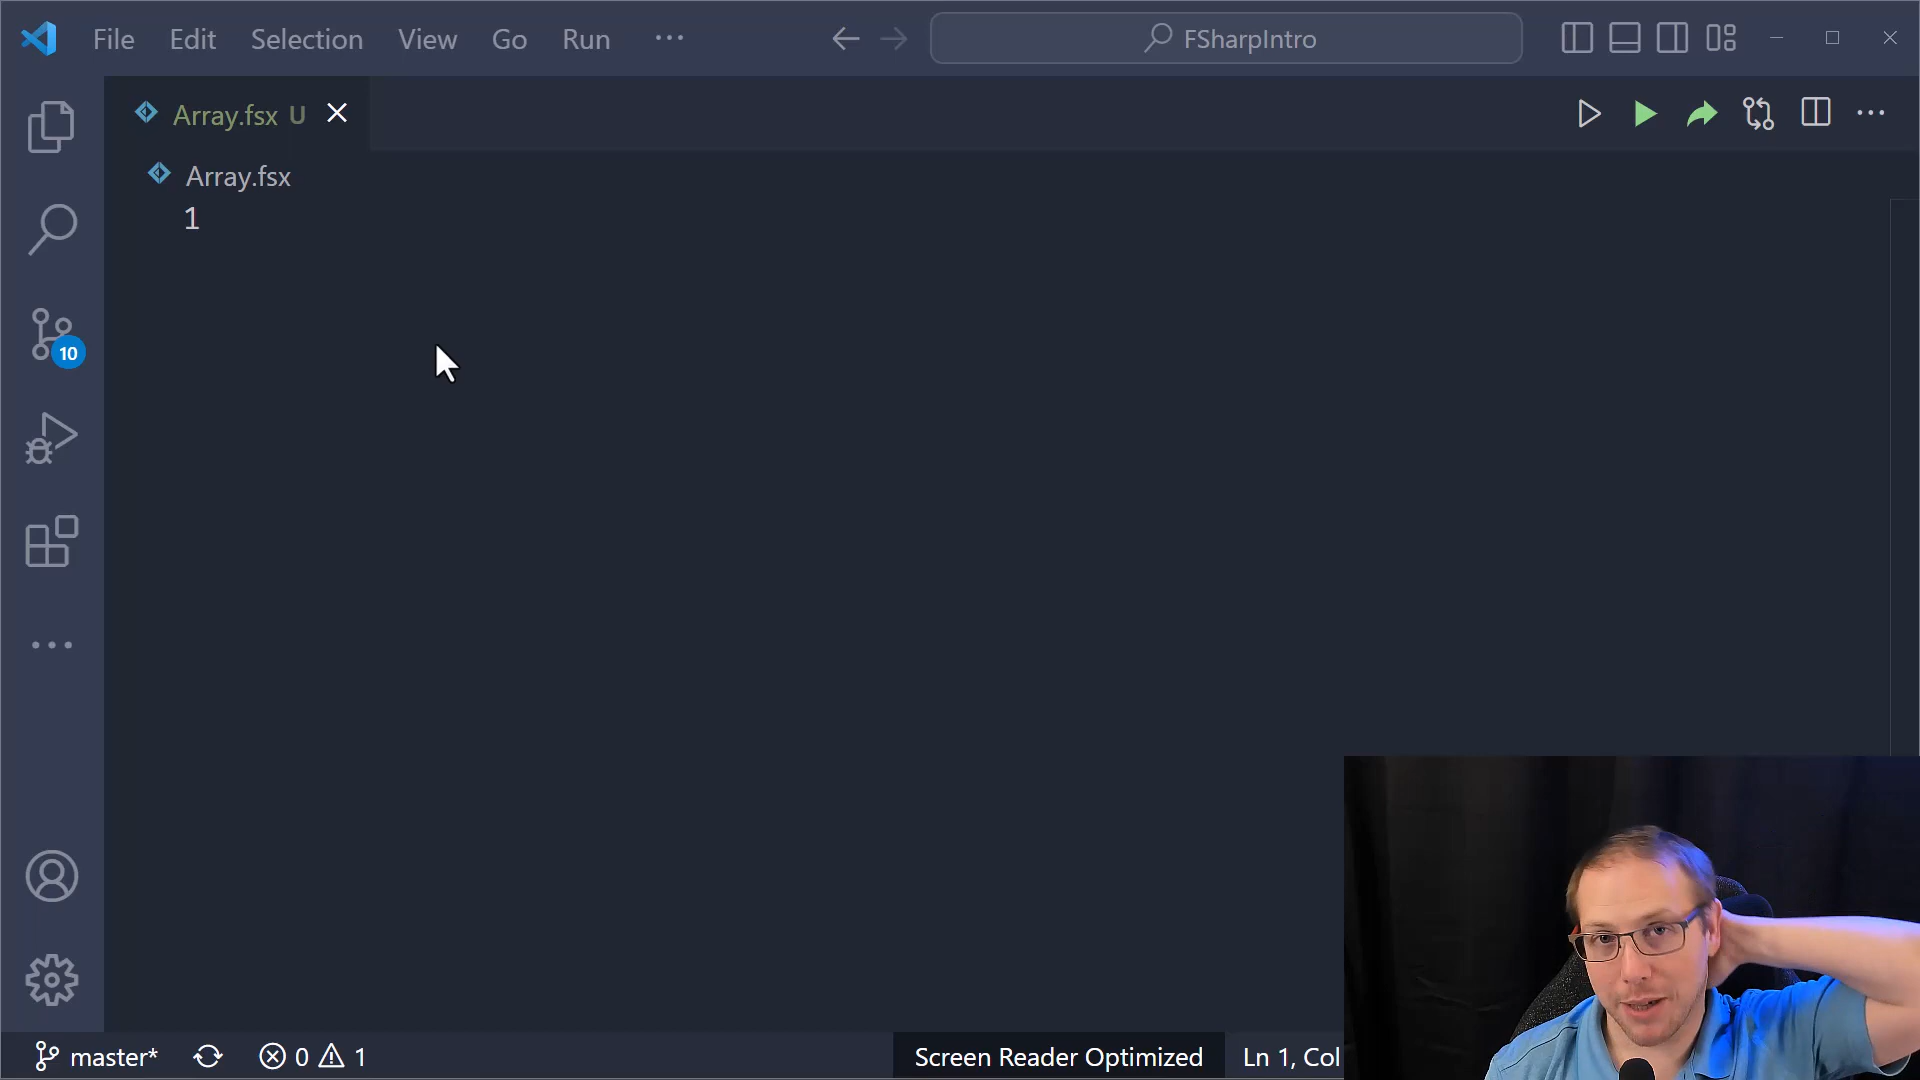 File Edit Selection View Go Run ··· FSharpIntro
Array.fsx U
Array.fsx
1
10
master* 0 1 Screen Reader Optimized Ln 1, Col